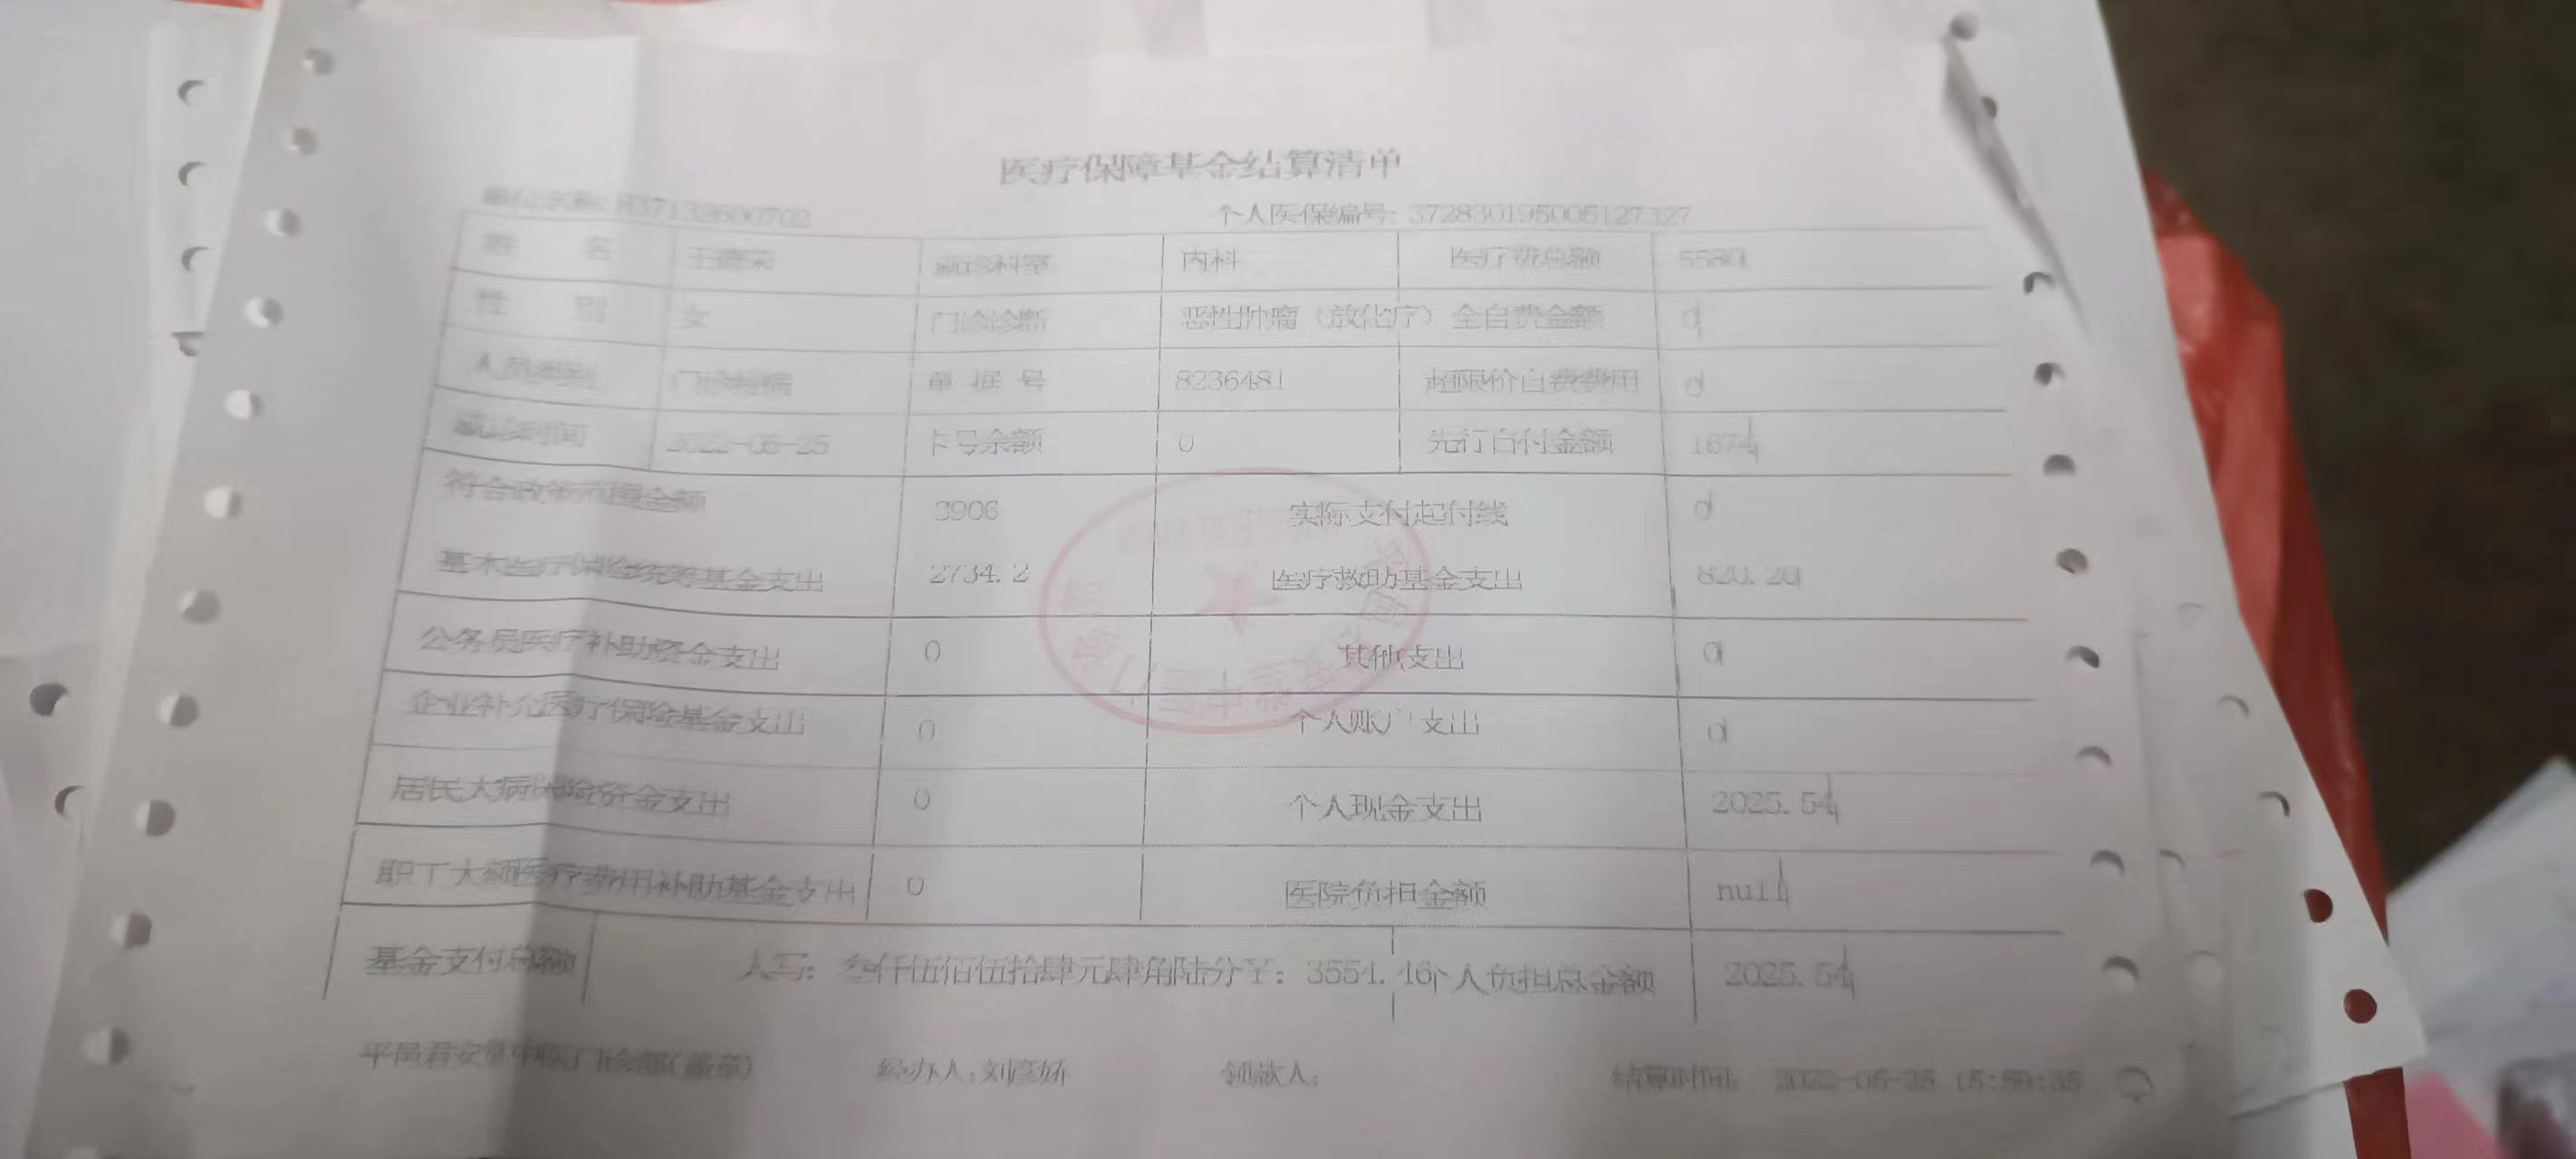 医疗保障基金结算清单
H37132600702 个人医保编号: 372830195005127327
姓 名 就诊科室 内科 医疗费总额 5580
性 别 女 门诊诊断 恶性肿瘤（放化疗） 全自费金额 0
人员类别 门诊慢病 单 据 号 8236481 超限价自费费用 0
就诊时间 2022-05-25 卡号余额 0 先行自付金额 1674
符合政策范围金额 3906 实际支付起付线 0
基本医疗保险统筹基金支出 2734.2 医疗救助基金支出 820.26
公务员医疗补助资金支出 0 其他支出 0
企业补充医疗保险基金支出 0 个人账户支出 0
居民大病保险资金支出 0 个人现金支出 2025.54
职工大额医疗费用补助基金支出 0 医院负担金额 null
基金支付总额 大写: 叁仟伍佰伍拾肆元肆角陆分 ￥: 3554.46 个人负担总金额 2025.54
平邑君安堂中医门诊部(盖章) 经办人:刘彦娇 领款人: 结算时间: 2022-05-25 15:59:35